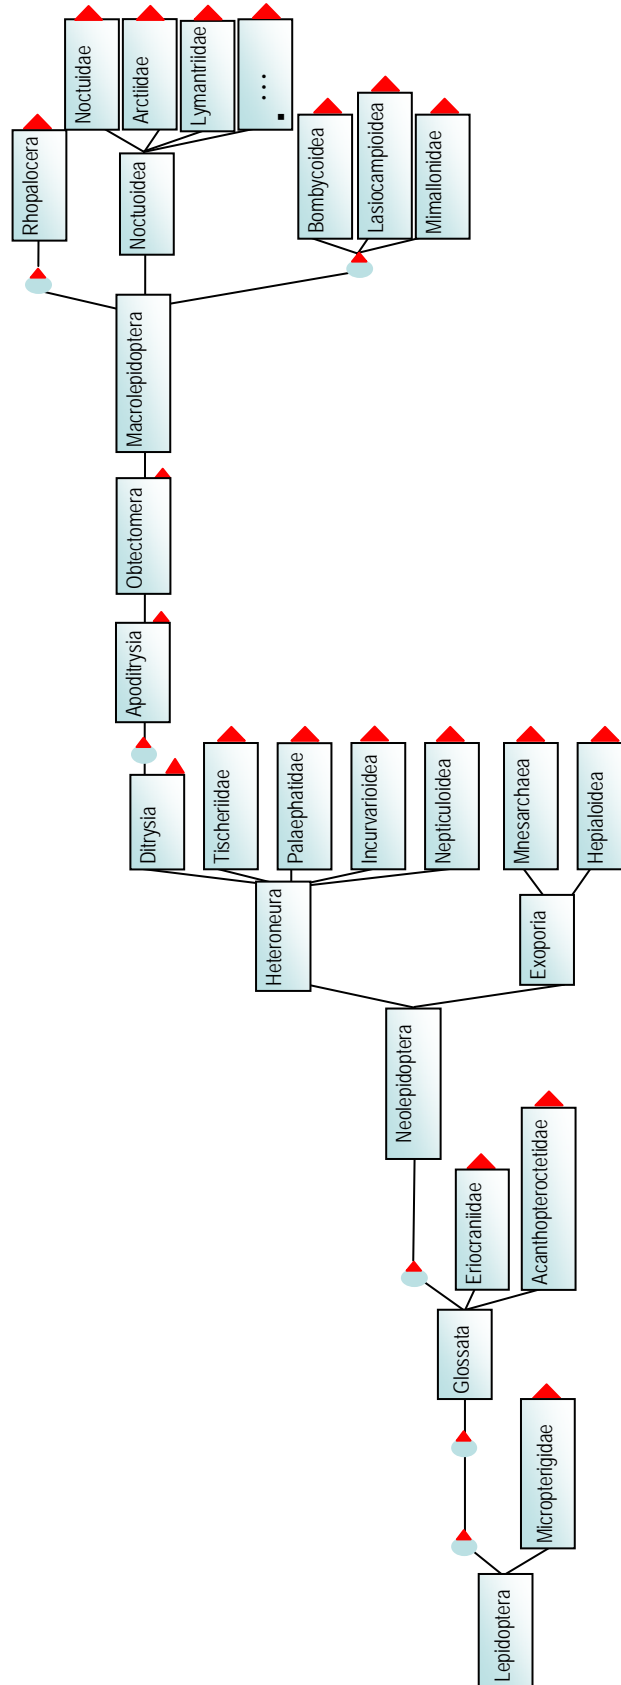 Rhopalocera
Noctuidae
Arctiidae
Lymantriidae
▪ …
Noctuoidea
Bombycoidea
Lasiocampioidea
Mimallonidae
Macrolepidoptera
Obtectomera
Apoditrysia
Ditrysia
Tischeriidae
Palaephatidae
Incurvarioidea
Nepticuloidea
Mnesarchaea
Hepialoidea
Heteroneura
Exoporia
Neolepidoptera
Eriocraniidae
Acanthopteroctetidae
Glossata
Micropterigidae
Lepidoptera